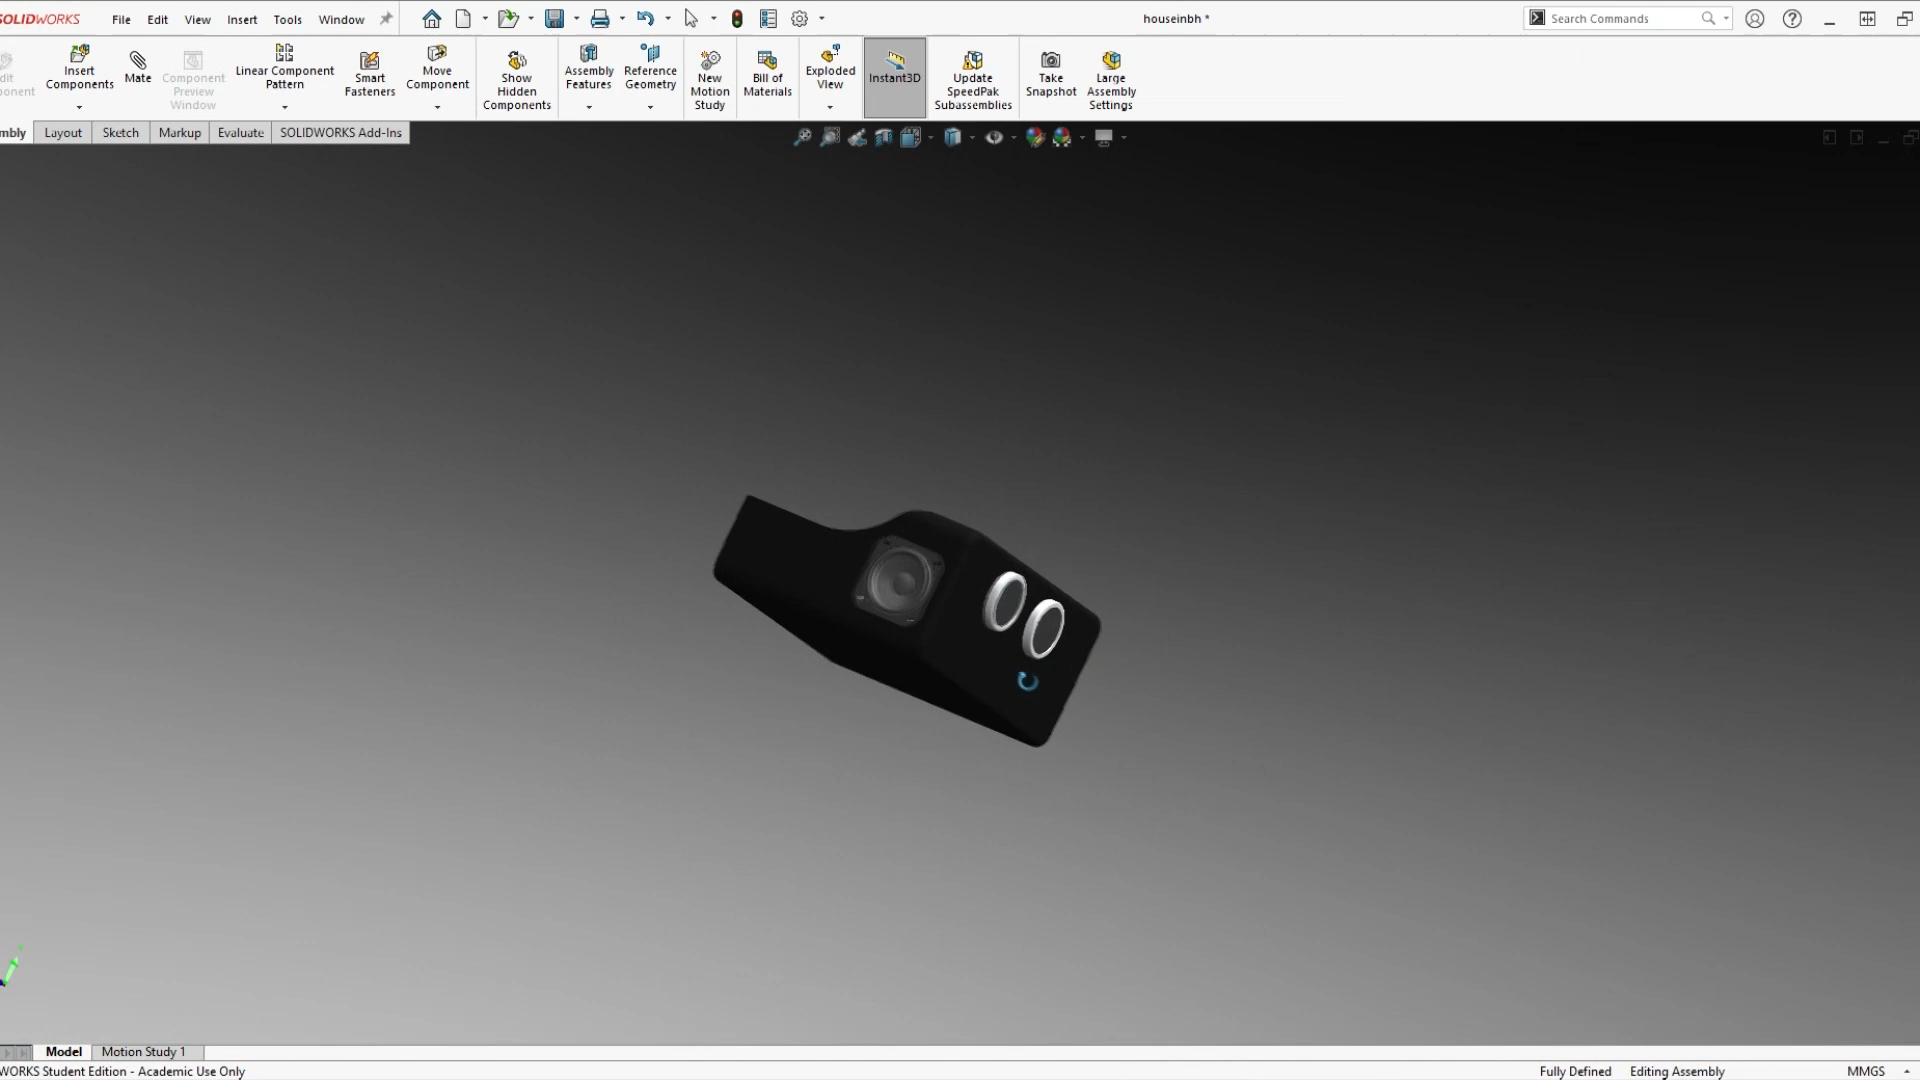 SOLIDWORKS File Edit View Insert Tools Window houseinbh * Search Commands
dit
ponent
Insert
Components
Mate
Component
Preview
Window
Linear Component
Pattern
Smart
Fasteners
Move
Component
Show
Hidden
Components
Assembly
Features
Reference
Geometry
New
Motion
Study
Bill of
Materials
Exploded
View
Instant3D
Update
SpeedPak
Subassemblies
Take
Snapshot
Large
Assembly
Settings
mbly Layout Sketch Markup Evaluate SOLIDWORKS Add-Ins
Model Motion Study 1
WORKS Student Edition - Academic Use Only Fully Defined Editing Assembly MMGS